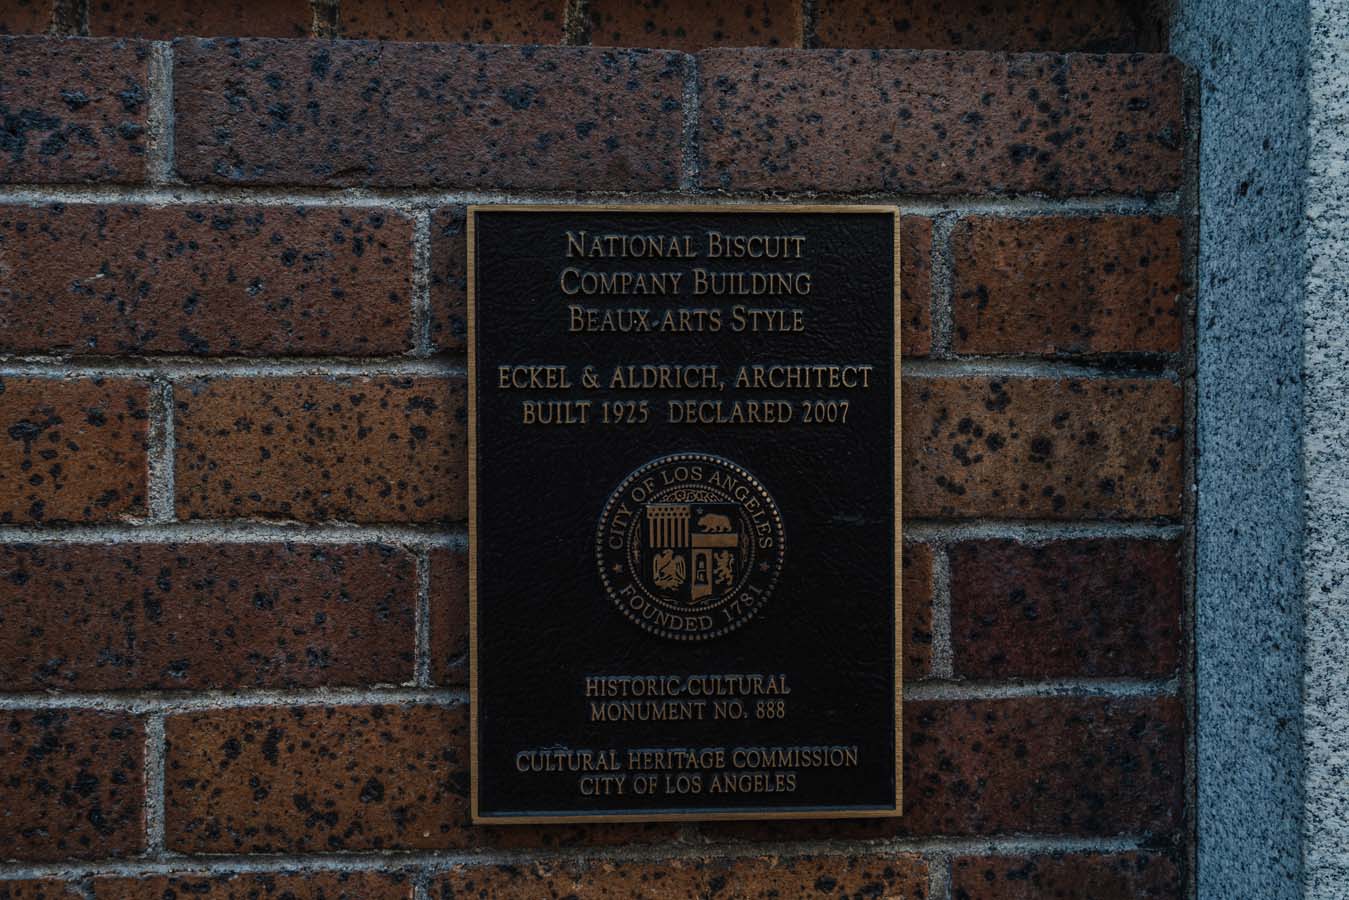 National Biscuit
Company Building
Beaux-arts Style
ECKEL & ALDRICH, ARCHITECT
BUILT 1925 DECLARED 2007
CITY OF LOS ANGELES
FOUNDED 1781
HISTORIC-CULTURAL
MONUMENT NO. 888
CULTURAL HERITAGE COMMISSION
CITY OF LOS ANGELES